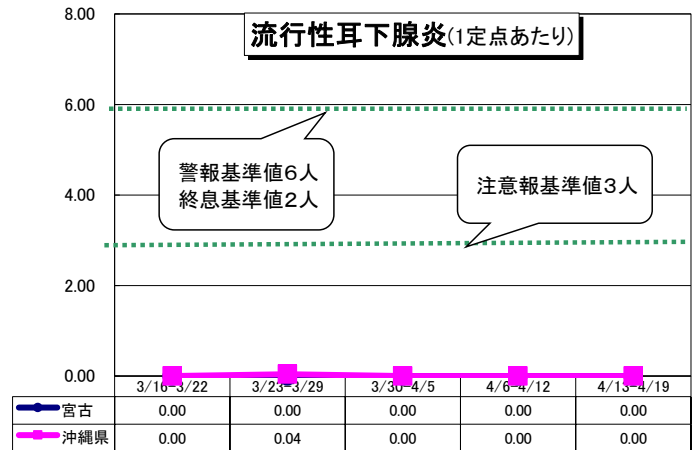 流行性耳下腺炎(1定点あたり)
8.00
6.00
警報基準値6人
終息基準値2人
注意報基準値3人
4.00
2.00
0.00
3/16-3/22 3/23-3/29 3/30-4/5 4/6-4/12 4/13-4/19
宮古 0.00 0.00 0.00 0.00 0.00
沖縄県 0.00 0.04 0.00 0.00 0.00